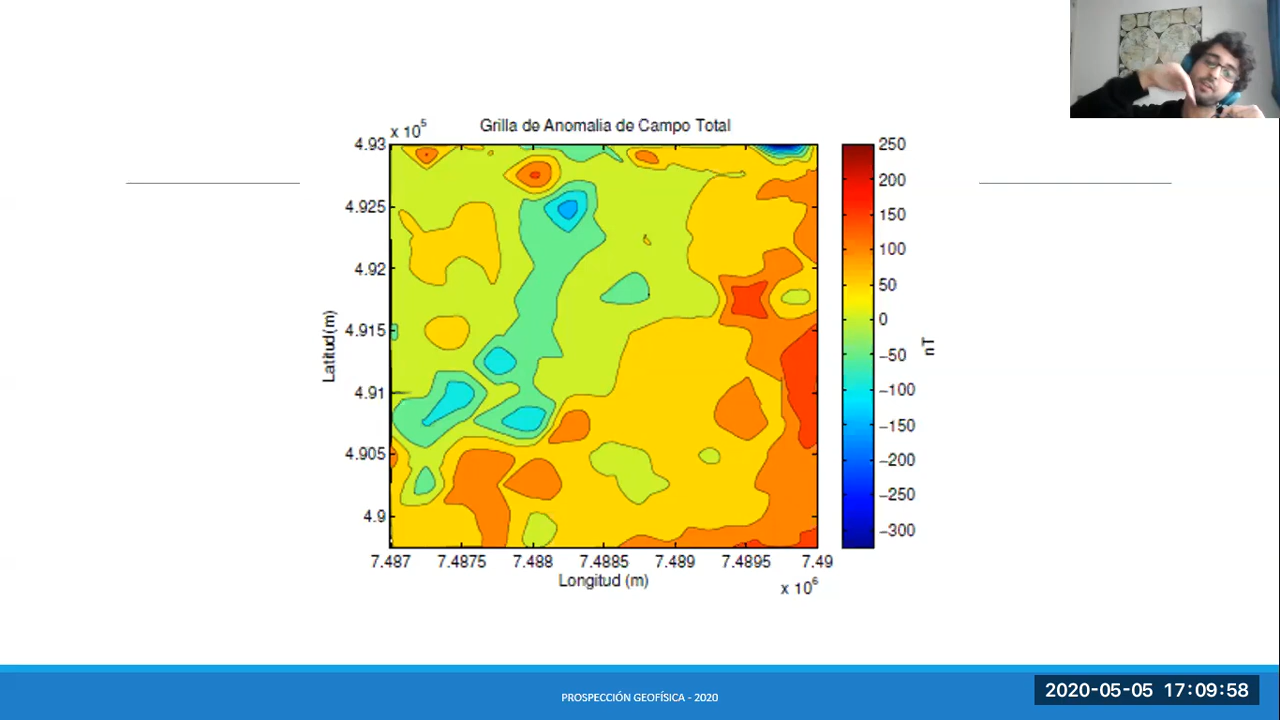 Grilla de Anomalia de Campo Total
x 10^5
4.93
4.925
4.92
4.915
4.91
4.905
4.9
Latitud(m)
7.487 7.4875 7.488 7.4885 7.489 7.4895 7.49
Longitud (m)
x 10^6
250
200
150
100
50
0
−50
−100
−150
−200
−250
−300
nT
PROSPECCIÓN GEOFÍSICA - 2020
2020-05-05 17:09:58